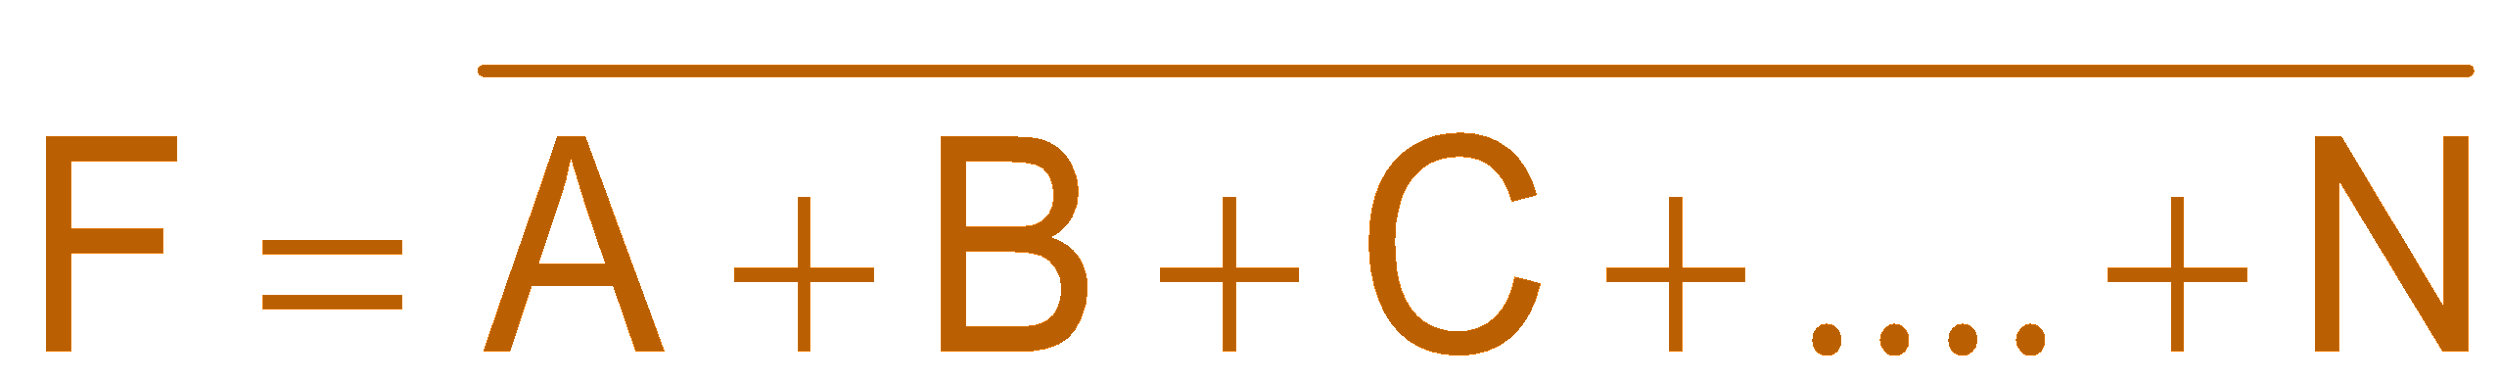 F = A + B + C + .... + N